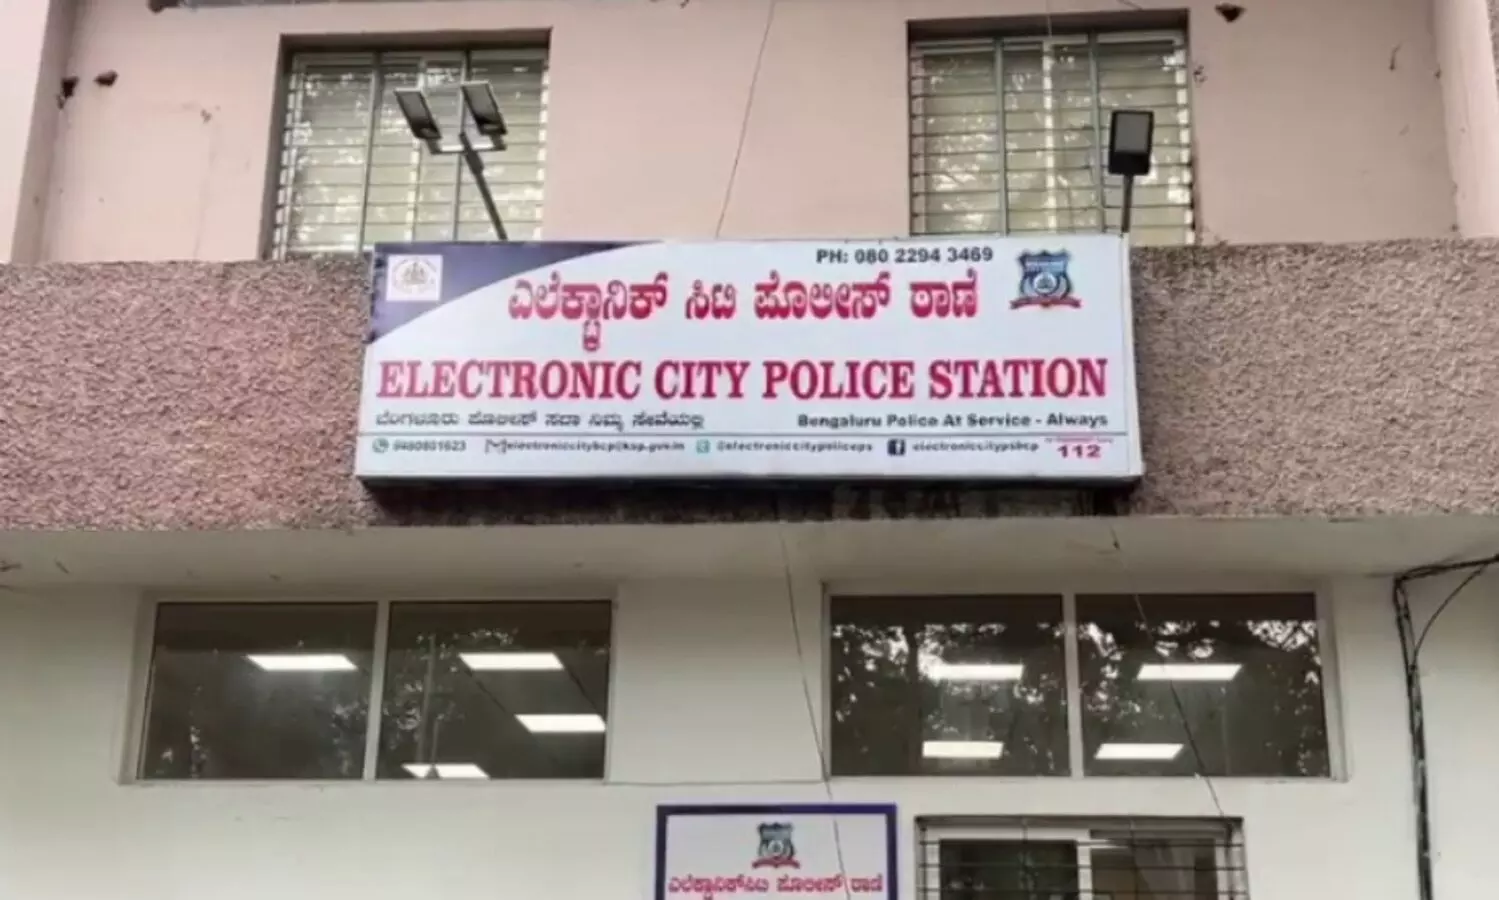 PH: 080 2294 3469
ಎಲೆಕ್ಟ್ರಾನಿಕ್ ಸಿಟಿ ಪೊಲೀಸ್ ಠಾಣೆ
ELECTRONIC CITY POLICE STATION
ಬೆಂಗಳೂರು ಪೊಲೀಸ್ ಸದಾ ನಿಮ್ಮ ಸೇವೆಯಲ್ಲಿ Bengaluru Police At Service - Always
electroniccitybcp@ksp.gov.in @electroniccitypoliceps electroniccitypsbcp 112
ಎಲೆಕ್ಟ್ರಾನಿಕ್‌ಸಿಟಿ ಪೊಲೀಸ್ ಠಾಣೆ